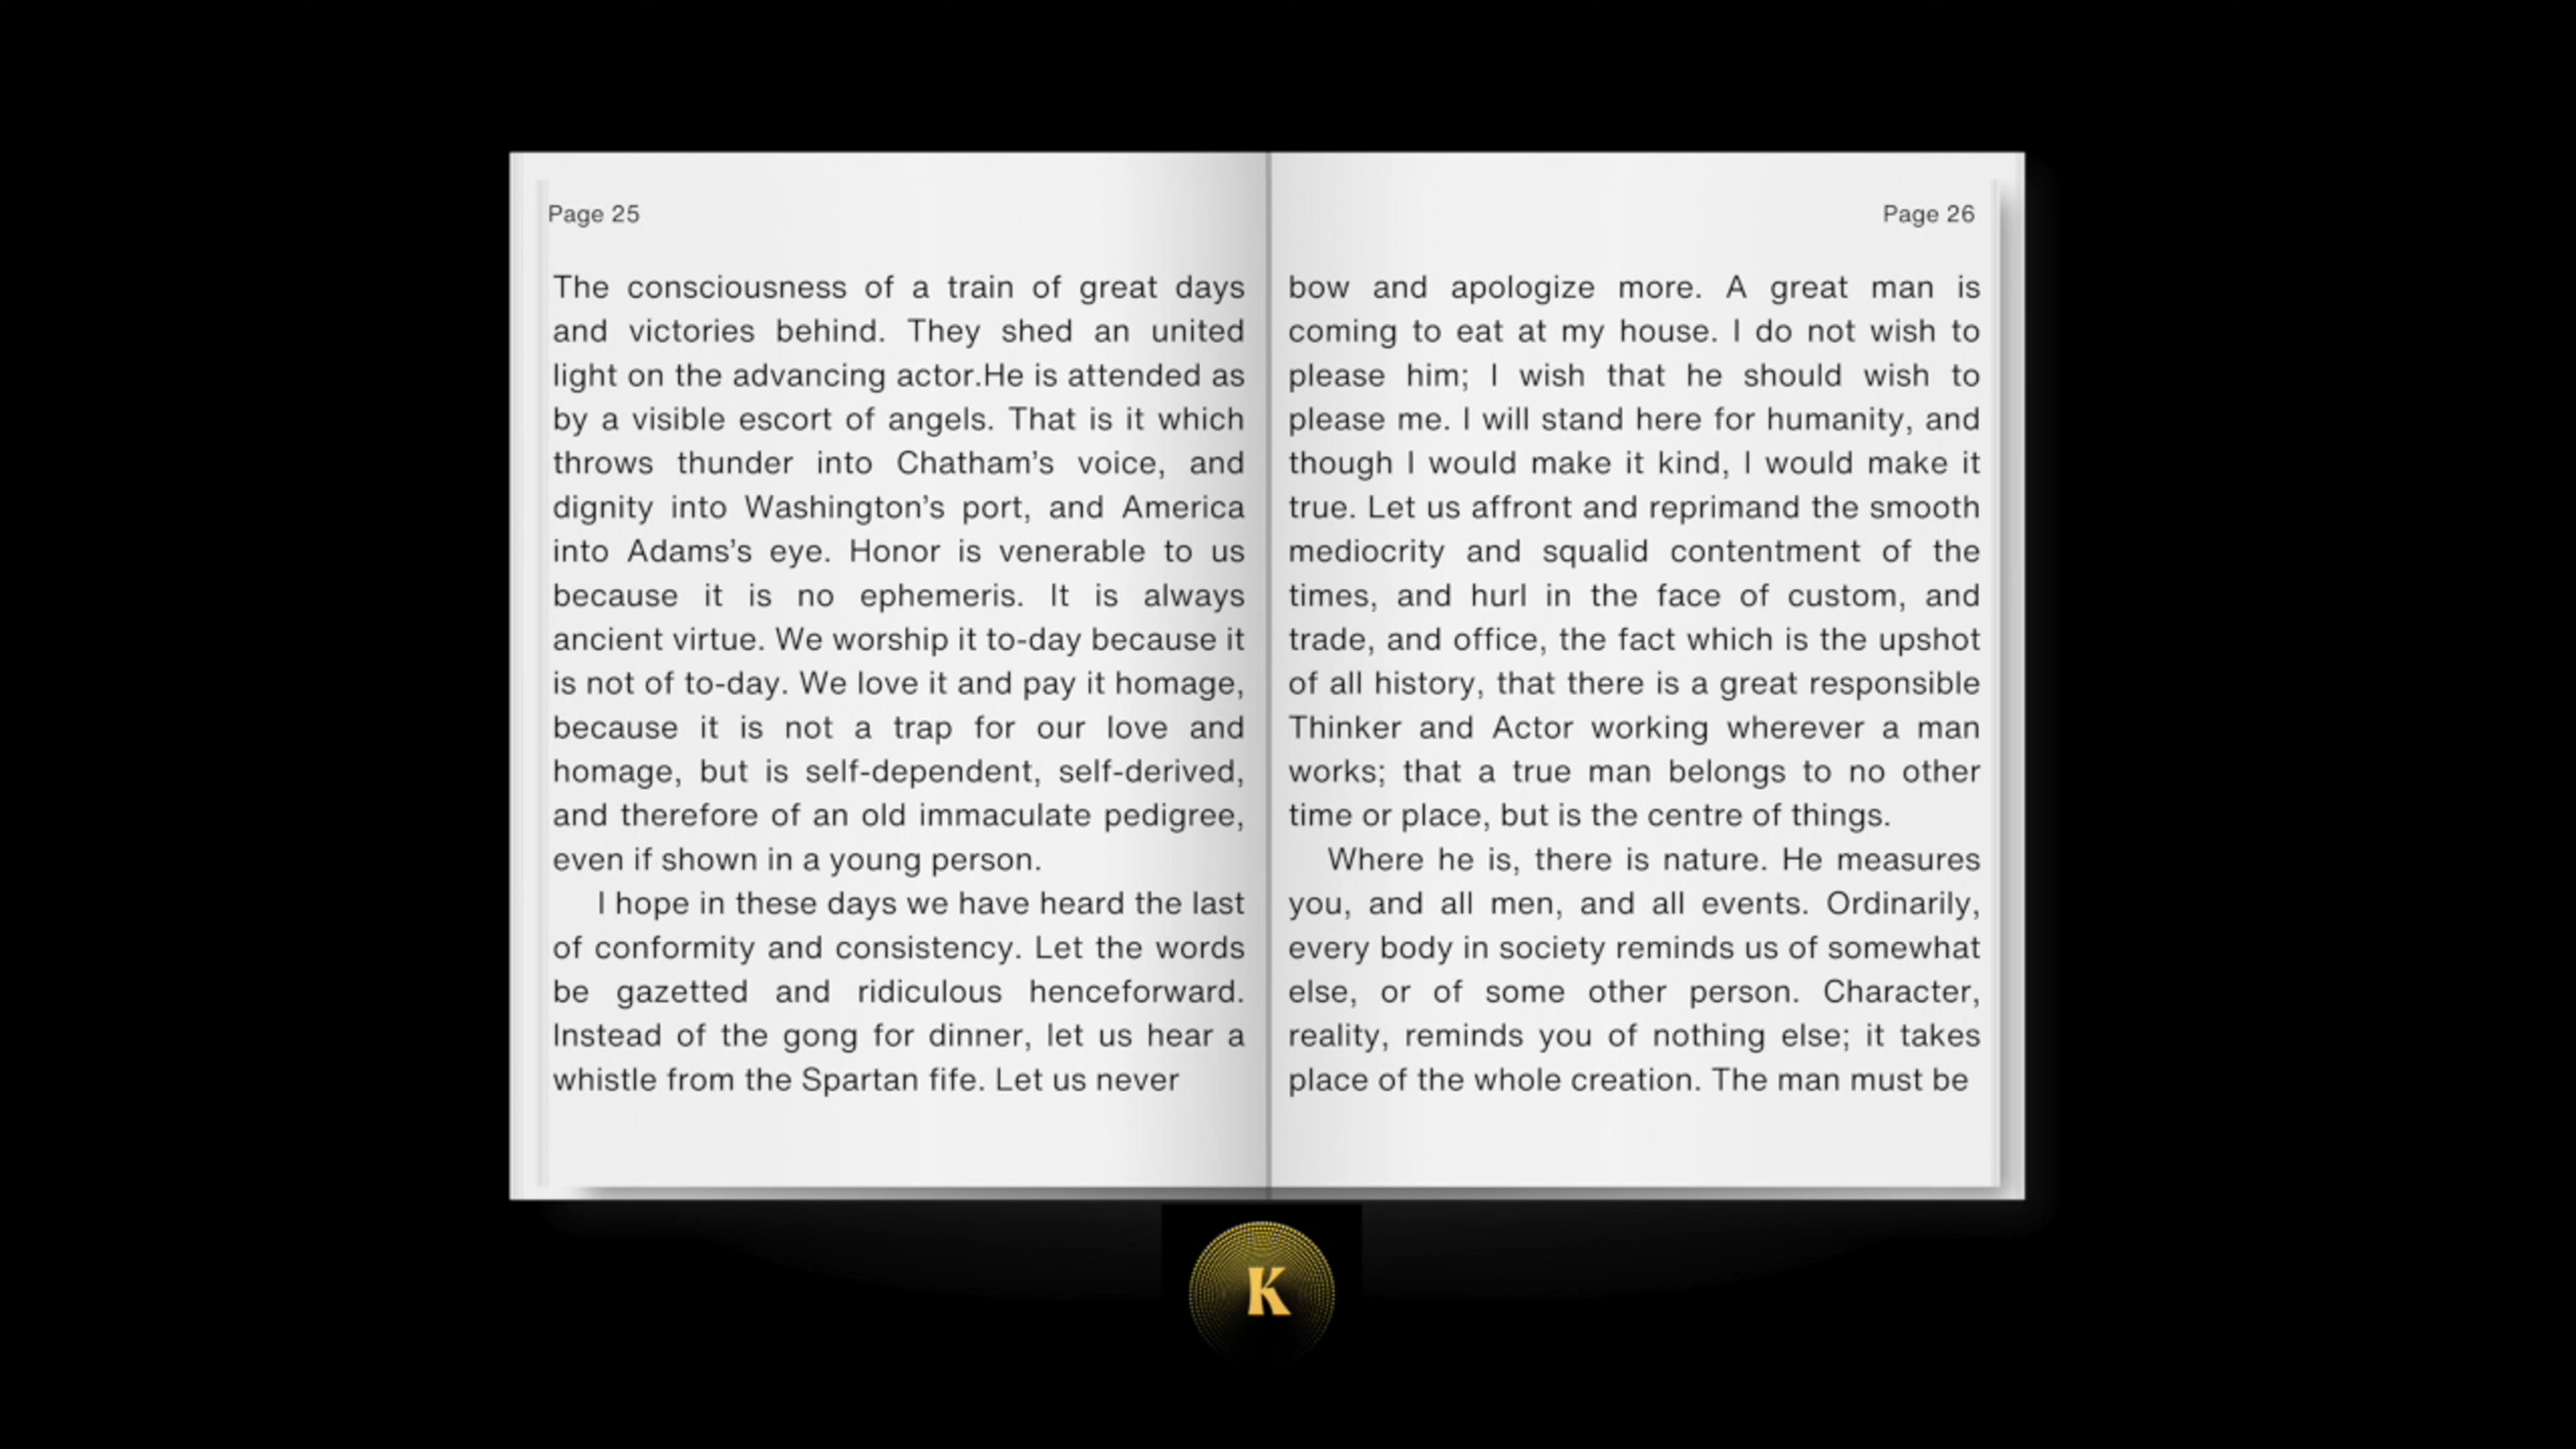 Page 25
The consciousness of a train of great days
and victories behind. They shed an united
light on the advancing actor.He is attended as
by a visible escort of angels. That is it which
throws thunder into Chatham's voice, and
dignity into Washington's port, and America
into Adams's eye. Honor is venerable to us
because it is no ephemeris. It is always
ancient virtue. We worship it to-day because it
is not of to-day. We love it and pay it homage,
because it is not a trap for our love and
homage, but is self-dependent, self-derived,
and therefore of an old immaculate pedigree,
even if shown in a young person.
I hope in these days we have heard the last
of conformity and consistency. Let the words
be gazetted and ridiculous henceforward.
Instead of the gong for dinner, let us hear a
whistle from the Spartan fife. Let us never
Page 26
bow and apologize more. A great man is
coming to eat at my house. I do not wish to
please him; I wish that he should wish to
please me. I will stand here for humanity, and
though I would make it kind, I would make it
true. Let us affront and reprimand the smooth
mediocrity and squalid contentment of the
times, and hurl in the face of custom, and
trade, and office, the fact which is the upshot
of all history, that there is a great responsible
Thinker and Actor working wherever a man
works; that a true man belongs to no other
time or place, but is the centre of things.
Where he is, there is nature. He measures
you, and all men, and all events. Ordinarily,
every body in society reminds us of somewhat
else, or of some other person. Character,
reality, reminds you of nothing else; it takes
place of the whole creation. The man must be
K